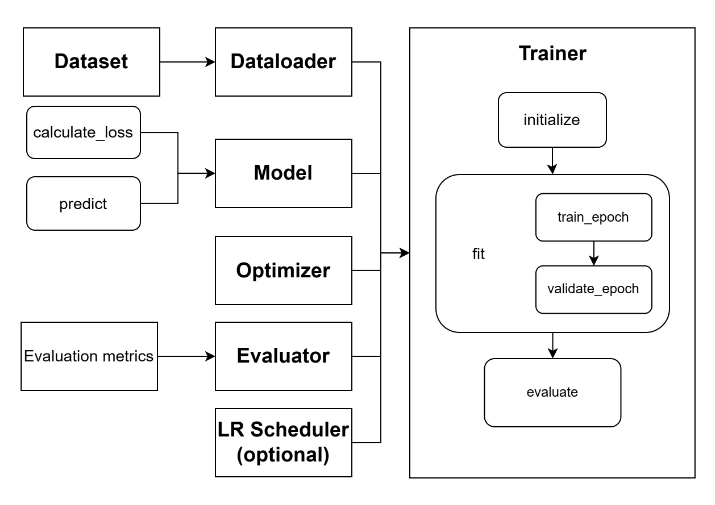 Dataset
Dataloader
calculate_loss
predict
Model
Optimizer
Evaluation metrics
Evaluator
LR Scheduler
(optional)
Trainer
initialize
fit
train_epoch
validate_epoch
evaluate